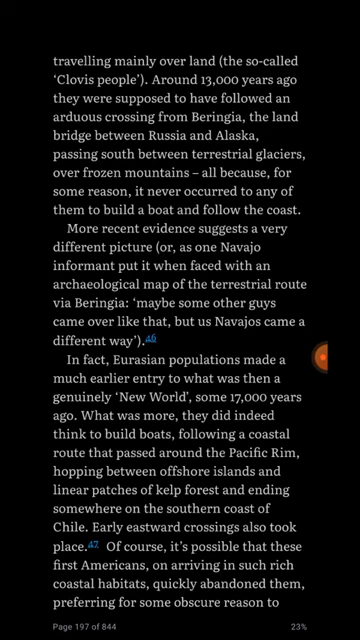 travelling mainly over land (the so-called
‘Clovis people’). Around 13,000 years ago
they were supposed to have followed an
arduous crossing from Beringia, the land
bridge between Russia and Alaska,
passing south between terrestrial glaciers,
over frozen mountains – all because, for
some reason, it never occurred to any of
them to build a boat and follow the coast.
More recent evidence suggests a very
different picture (or, as one Navajo
informant put it when faced with an
archaeological map of the terrestrial route
via Beringia: ‘maybe some other guys
came over like that, but us Navajos came a
different way’).46
In fact, Eurasian populations made a
much earlier entry to what was then a
genuinely ‘New World’, some 17,000 years
ago. What was more, they did indeed
think to build boats, following a coastal
route that passed around the Pacific Rim,
hopping between offshore islands and
linear patches of kelp forest and ending
somewhere on the southern coast of
Chile. Early eastward crossings also took
place.47 Of course, it’s possible that these
first Americans, on arriving in such rich
coastal habitats, quickly abandoned them,
preferring for some obscure reason to
Page 197 of 844 23%